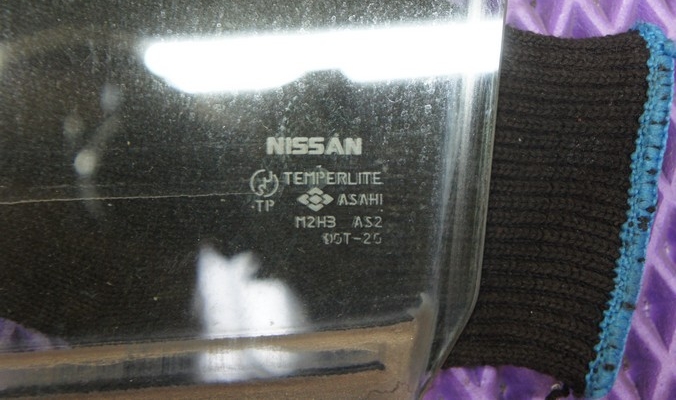 NISSAN
TEMPERLITE
TP ASAHI
M2H3 AS2
DOT-20